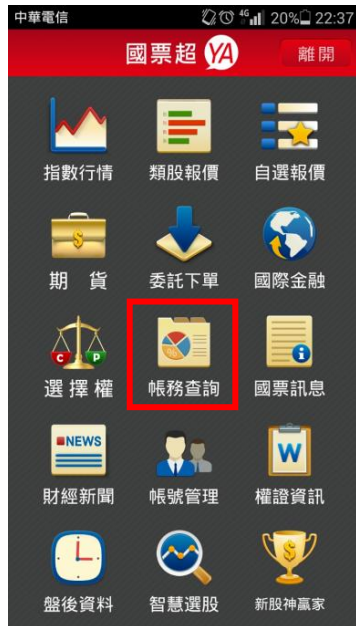 中華電信 4G 20% 22:37
國票超 YA 離開
指數行情 類股報價 自選報價
$
期 貨 委託下單 國際金融
C P
選擇權 帳務查詢 國票訊息
NEWS W
財經新聞 帳號管理 權證資訊
$
盤後資料 智慧選股 新股神贏家